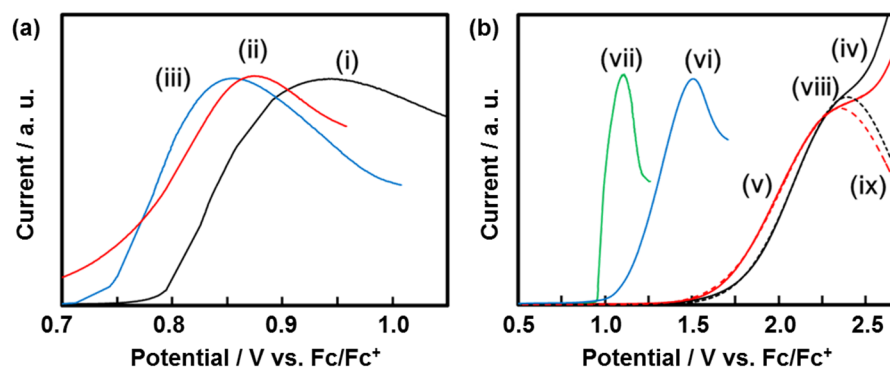 (a)
(i)
(ii)
(iii)
Current / a. u.
0.7 0.8 0.9 1.0
Potential / V vs. Fc/Fc⁺
(b)
(iv)
(vii)
(vi)
(viii)
(v)
(ix)
Current / a. u.
0.5 1.0 1.5 2.0 2.5
Potential / V vs. Fc/Fc⁺